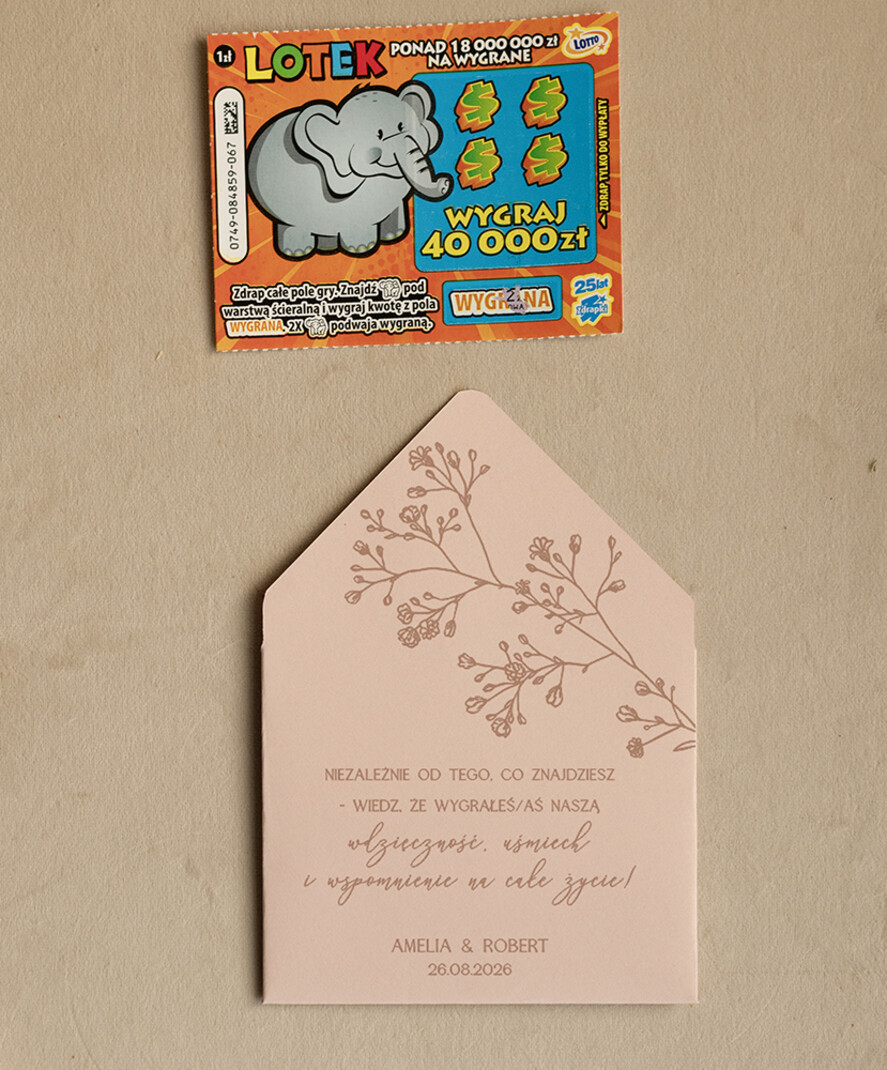 1zł
LOTEK
PONAD 18 000 000 zł
NA WYGRANE
LOTTO
0749-084859-067
ZDRAP TYLKO DO WYPŁATY
WYGRAJ
40 000 zł
Zdrap całe pole gry. Znajdź pod
warstwą ścieralną i wygraj kwotę z pola
WYGRANA. 2X podwaja wygraną.
WYGRANA
25 lat
Zdrapki
NIEZALEŻNIE OD TEGO, CO ZNAJDZIESZ
- WIEDZ, ŻE WYGRAŁEŚ/AŚ NASZĄ
wdzięczność, uśmiech
i wspomnienie na całe życie!
AMELIA & ROBERT
26.08.2026